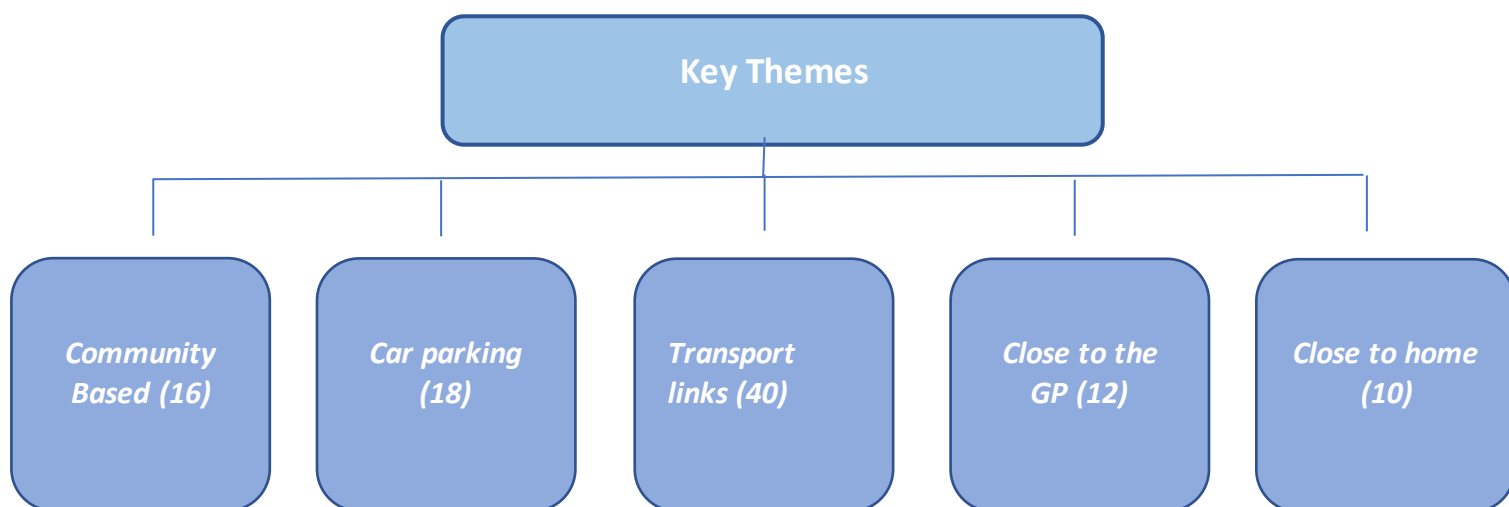 Key Themes
Community
Based (16)
Car parking
(18)
Transport
links (40)
Close to the
GP (12)
Close to home
(10)